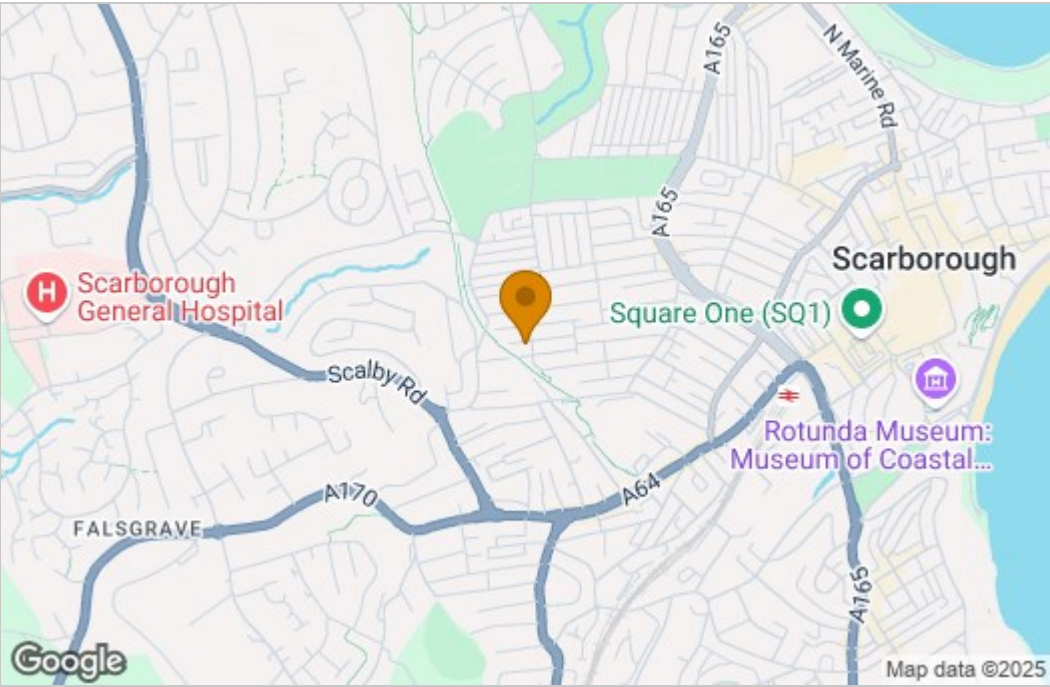 A165
N Marine Rd
A165
Scarborough
Scarborough
General Hospital
H
Square One (SQ1)
Scalby Rd
Rotunda Museum:
Museum of Coastal...
A64
A170
FALSGRAVE
A165
Google
Map data ©2025